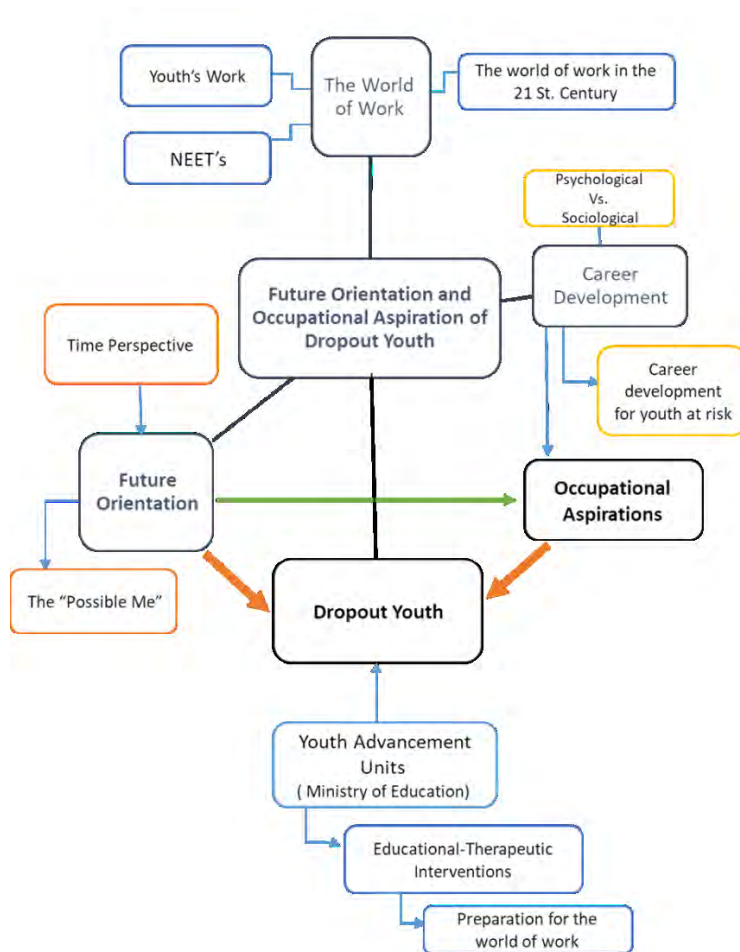 Youth's Work
The World
of Work
The world of work in the
21 St. Century
NEET's
Psychological
Vs.
Sociological
Career
Development
Future Orientation and
Occupational Aspiration of
Dropout Youth
Time Perspective
Career
development
for youth at risk
Future
Orientation
Occupational
Aspirations
The "Possible Me"
Dropout Youth
Youth Advancement
Units
( Ministry of Education)
Educational-Therapeutic
Interventions
Preparation for the
world of work